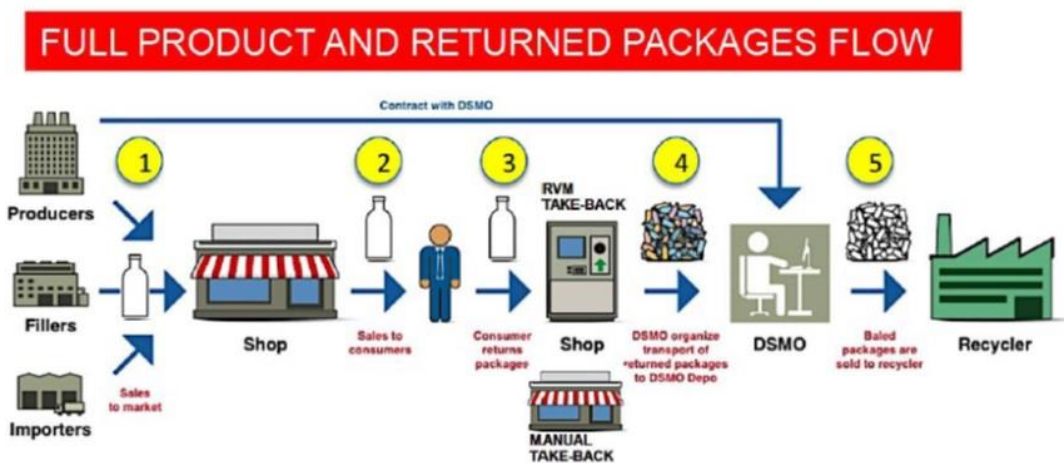 FULL PRODUCT AND RETURNED PACKAGES FLOW
Contract with DSMO
1
2
3
4
5
Producers
Fillers
Importers
Sales
to market
Shop
Sales to
consumers
Consumer
returns
packages
RVM
TAKE-BACK
Shop
MANUAL
TAKE-BACK
DSMO organize
transport of
returned packages
to DSMO Depo
DSMO
Baled
packages are
sold to recycler
Recycler